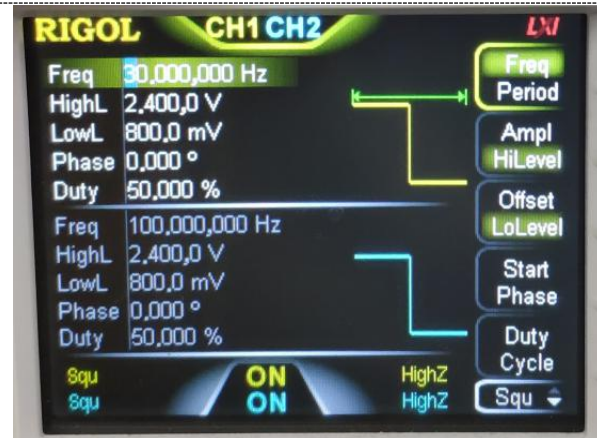 RIGOL CH1 CH2 LXI
Freq 30,000,000 Hz
HighL 2.400,0 V
LowL 800.0 mV
Phase 0.000 °
Duty 50.000 %
Freq 100,000,000 Hz
HighL 2.400,0 V
LowL 800.0 mV
Phase 0.000 °
Duty 50.000 %
Squ ON HighZ
Squ ON HighZ
Freq
Period
Ampl
HiLevel
Offset
LoLevel
Start
Phase
Duty
Cycle
Squ